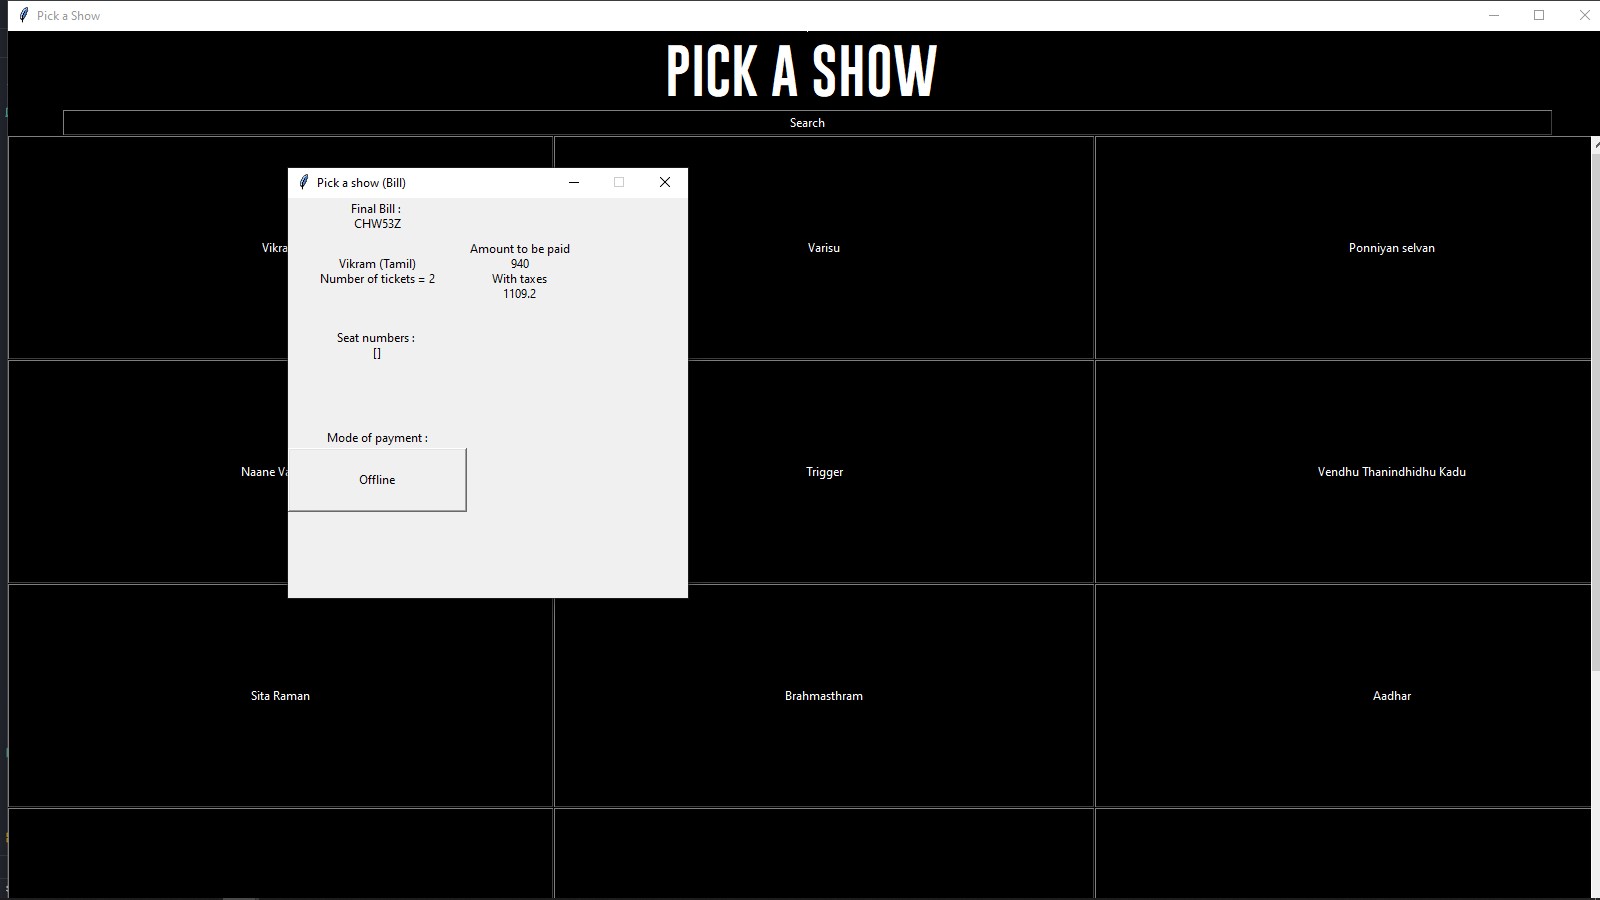 Pick a Show
PICK A SHOW
Search
Vikra
Varisu
Ponniyan selvan
Pick a show (Bill)
Final Bill :
CHW53Z
Vikram (Tamil)
Number of tickets = 2
Amount to be paid
940
With taxes
1109.2
Seat numbers :
[]
Mode of payment :
Offline
Naane Va
Trigger
Vendhu Thanindhidhu Kadu
Sita Raman
Brahmasthram
Aadhar